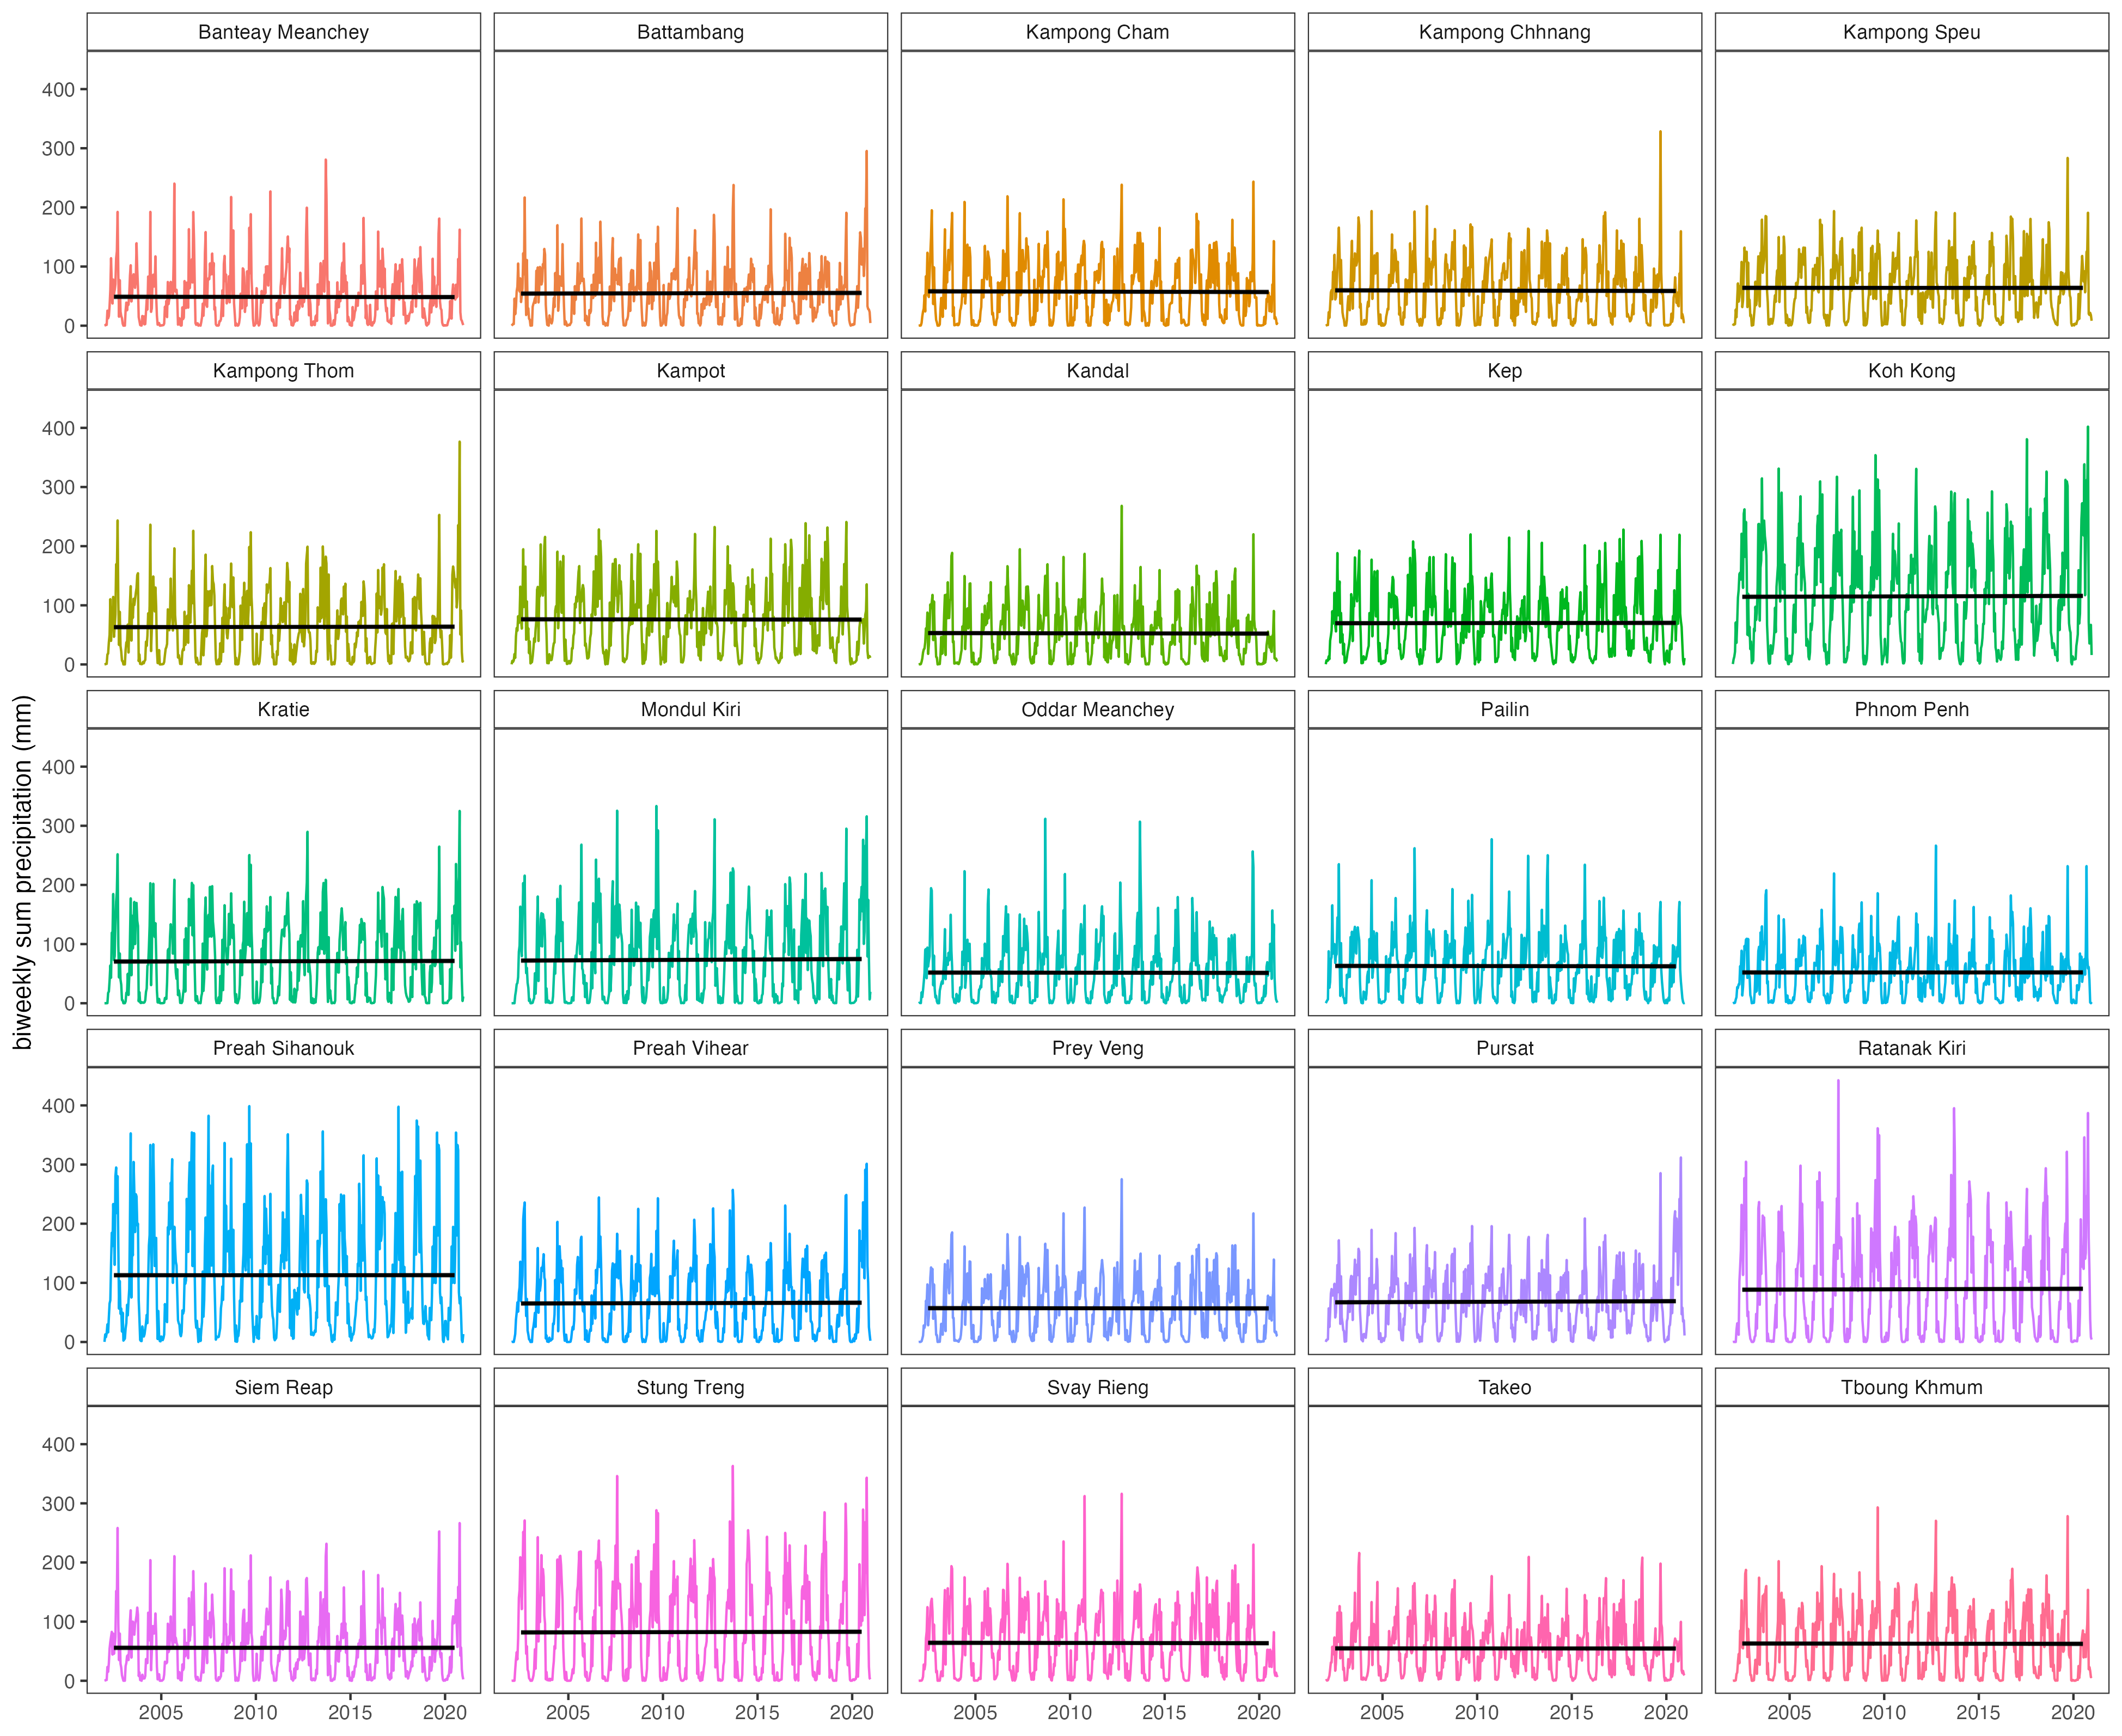 Banteay Meanchey
Battambang
Kampong Cham
Kampong Chhnang
Kampong Speu
400
300
200
100
0
Kampong Thom
Kampot
Kandal
Kep
Koh Kong
400
300
200
100
0
biweekly sum precipitation (mm)
Kratie
Mondul Kiri
Oddar Meanchey
Pailin
Phnom Penh
400
300
200
100
0
Preah Sihanouk
Preah Vihear
Prey Veng
Pursat
Ratanak Kiri
400
300
200
100
0
Siem Reap
Stung Treng
Svay Rieng
Takeo
Tboung Khmum
400
300
200
100
0
2005 2010 2015 2020
2005 2010 2015 2020
2005 2010 2015 2020
2005 2010 2015 2020
2005 2010 2015 2020